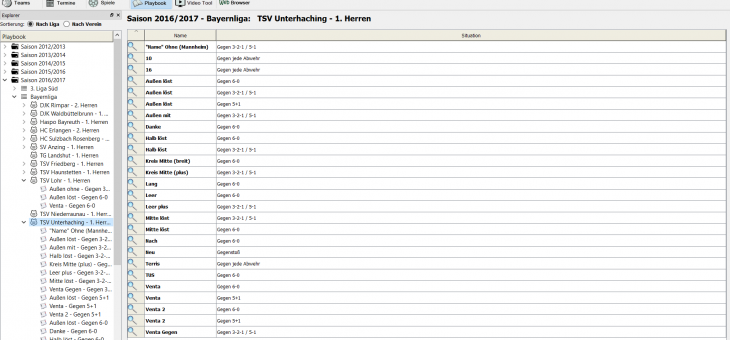 Teams Termine Spiele Playbook Video Tool Web Browser
Explorer
Sortierung: Nach Liga Nach Verein
Playbook
Saison 2012/2013
Saison 2013/2014
Saison 2014/2015
Saison 2015/2016
Saison 2016/2017
3. Liga Süd
Bayernliga
DJK Rimpar - 2. Herren
DJK Waldbüttelbrunn - 1. ...
Haspo Bayreuth - 1. Herren
HC Erlangen - 2. Herren
HC Sulzbach Rosenberg - ...
SV Anzing - 1. Herren
TG Landshut - 1. Herren
TSV Friedberg - 1. Herren
TSV Haunstetten - 1. Herren
TSV Lohr - 1. Herren
Außen ohne - Gegen 3...
Außen löst - Gegen 6-0
Venta - Gegen 6-0
TSV Niederraunau - 1. Herr...
TSV Unterhaching - 1. Herr...
"Name" Ohne (Mannhe...
Außen löst - Gegen 3-2...
Außen mit - Gegen 3-2-...
Halb löst - Gegen 3-2-...
Kreis Mitte (plus) - Geg...
Leer plus - Gegen 3-2-...
Mitte löst - Gegen 3-2-...
Venta Gegen - Gegen 3...
Außen löst - Gegen 5+1
Venta - Gegen 5+1
Venta 2 - Gegen 5+1
Außen löst - Gegen 6-0
Danke - Gegen 6-0
Halb löst - Gegen 6-0
Saison 2016/2017 - Bayernliga: TSV Unterhaching - 1. Herren
Name Situation
"Name" Ohne (Mannheim) Gegen 3-2-1 / 5-1
10 Gegen jede Abwehr
16 Gegen jede Abwehr
Außen löst Gegen 6-0
Außen löst Gegen 3-2-1 / 5-1
Außen löst Gegen 5+1
Außen mit Gegen 3-2-1 / 5-1
Danke Gegen 6-0
Halb löst Gegen 6-0
Halb löst Gegen 3-2-1 / 5-1
Kreis Mitte (breit) Gegen 6-0
Kreis Mitte (plus) Gegen 3-2-1 / 5-1
Lang Gegen 6-0
Leer Gegen 6-0
Leer plus Gegen 3-2-1 / 5-1
Mitte löst Gegen 3-2-1 / 5-1
Mitte löst Gegen 6-0
Nach Gegen 6-0
Neu Gegenstoß
Terris Gegen jede Abwehr
TUS Gegen 6-0
Venta Gegen 6-0
Venta Gegen 5+1
Venta 2 Gegen 6-0
Venta 2 Gegen 5+1
Venta Gegen Gegen 3-2-1 / 5-1